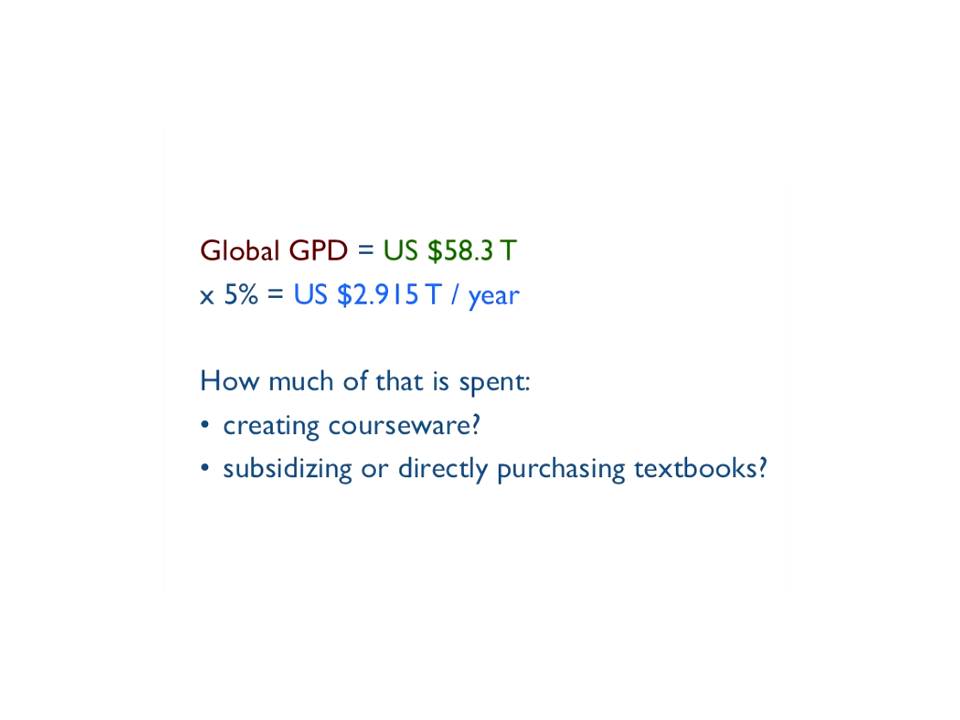 Global GPD = US $58.3 T
x 5% = US $2.915 T / year
How much of that is spent:
• creating courseware?
• subsidizing or directly purchasing textbooks?